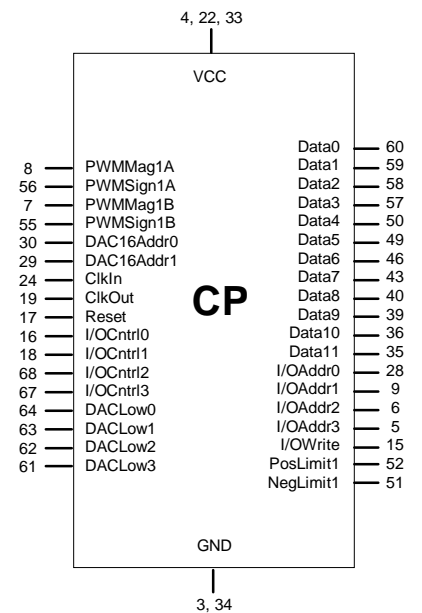 4, 22, 33
VCC
8 PWMMag1A
56 PWMSign1A
7 PWMMag1B
55 PWMSign1B
30 DAC16Addr0
29 DAC16Addr1
24 ClkIn
19 ClkOut
17 Reset
16 I/OCntrl0
18 I/OCntrl1
68 I/OCntrl2
67 I/OCntrl3
64 DACLow0
63 DACLow1
62 DACLow2
61 DACLow3
CP
Data0 60
Data1 59
Data2 58
Data3 57
Data4 50
Data5 49
Data6 46
Data7 43
Data8 40
Data9 39
Data10 36
Data11 35
I/OAddr0 28
I/OAddr1 9
I/OAddr2 6
I/OAddr3 5
I/OWrite 15
PosLimit1 52
NegLimit1 51
GND
3, 34